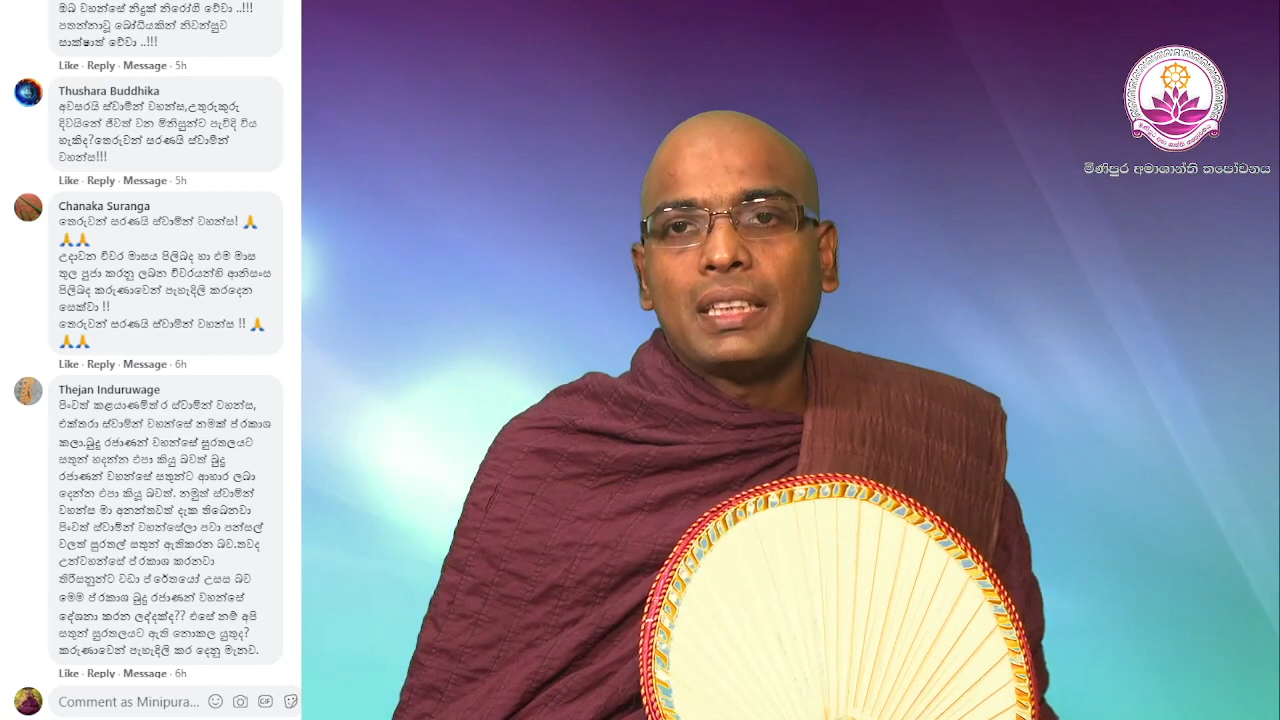 ඔබ වහන්සේ නිදුක් නිරෝගී වේවා ..!!!
පතන්නාවූ බෝධියකින් නිවන්සුව
සාක්ෂාත් වේවා ..!!!
Like · Reply · Message · 5h
Thushara Buddhika
අවසරයි ස්වාමීන් වහන්ස,උතුරුකුරු
දිවයිනේ ජීවත් වන මිනිසුන්ට පැවිදි විය
හැකිද?තෙරුවන් සරණයි ස්වාමීන්
වහන්ස!!!
Like · Reply · Message · 5h
Chanaka Suranga
තෙරුවන් සරණයි ස්වාමීන් වහන්ස! 🙏
🙏🙏
උදාවන චීවර මාසය පිලිබද හා එම මාස
තුල පූජා කරනු ලබන චීවරයන්හි ආනිසංස
පිලිබද කරුණාවෙන් පැහැදිලි කරදෙන
සෙක්වා !!
තෙරුවන් සරණයි ස්වාමීන් වහන්ස !! 🙏
🙏🙏
Like · Reply · Message · 6h
Thejan Induruwage
පිංවත් කළයාණමිත්‍ර ස්වාමීන් වහන්ස,
එක්තරා ස්වාමීන් වහන්සේ නමක් ප්‍රකාශ
කලා.බුදු රජාණන් වහන්සේ සුරතලයට
සතුන් හදන්න එපා කියු බවත් බුදු
රජාණන් වහන්සේ සතුන්ට ආහාර ලබා
දෙන්න එපා කියූ බවත්. නමුත් ස්වාමීන්
වහන්ස මා අනන්තවක් දැක තිබෙනවා
පිංවත් ස්වාමීන් වහන්සේලා පවා පන්සල්
වලත් සුරතල් සතුන් ඇතිකරන බව.තවද
උන්වහන්සේ ප්‍රකාශ කරනවා
තිරිසනුන්ට වඩා ප්‍රේතයෝ උසස බව
මෙම ප්‍රකාශ බුදු රජාණන් වහන්සේ
දේශනා කරන ලද්දක්ද?? එසේ නම් අපි
සතුන් සුරතලයට ඇති නොකල යුතුද?
කරුණාවෙන් පැහැදිලි කර දෙනු මැනව.
Like · Reply · Message · 6h
Comment as Minipura...
GIF
මිණිපුර අමාශාන්ති තපෝවනය